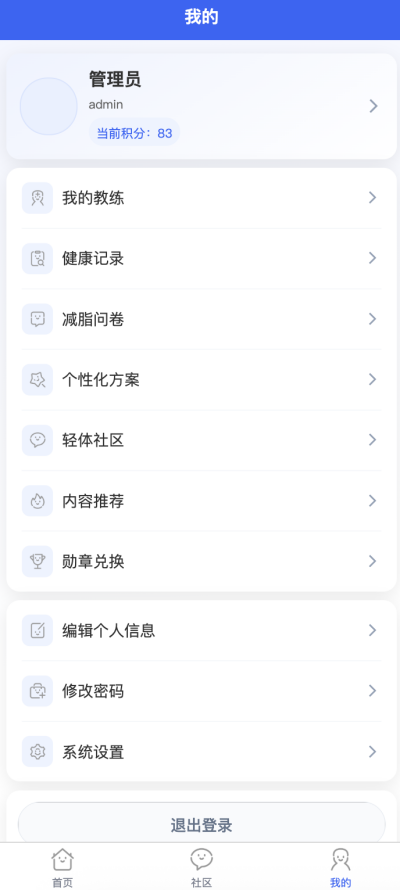 我的
管理员
admin
当前积分：83
我的教练
健康记录
减脂问卷
个性化方案
轻体社区
内容推荐
勋章兑换
编辑个人信息
修改密码
系统设置
退出登录
首页
社区
我的